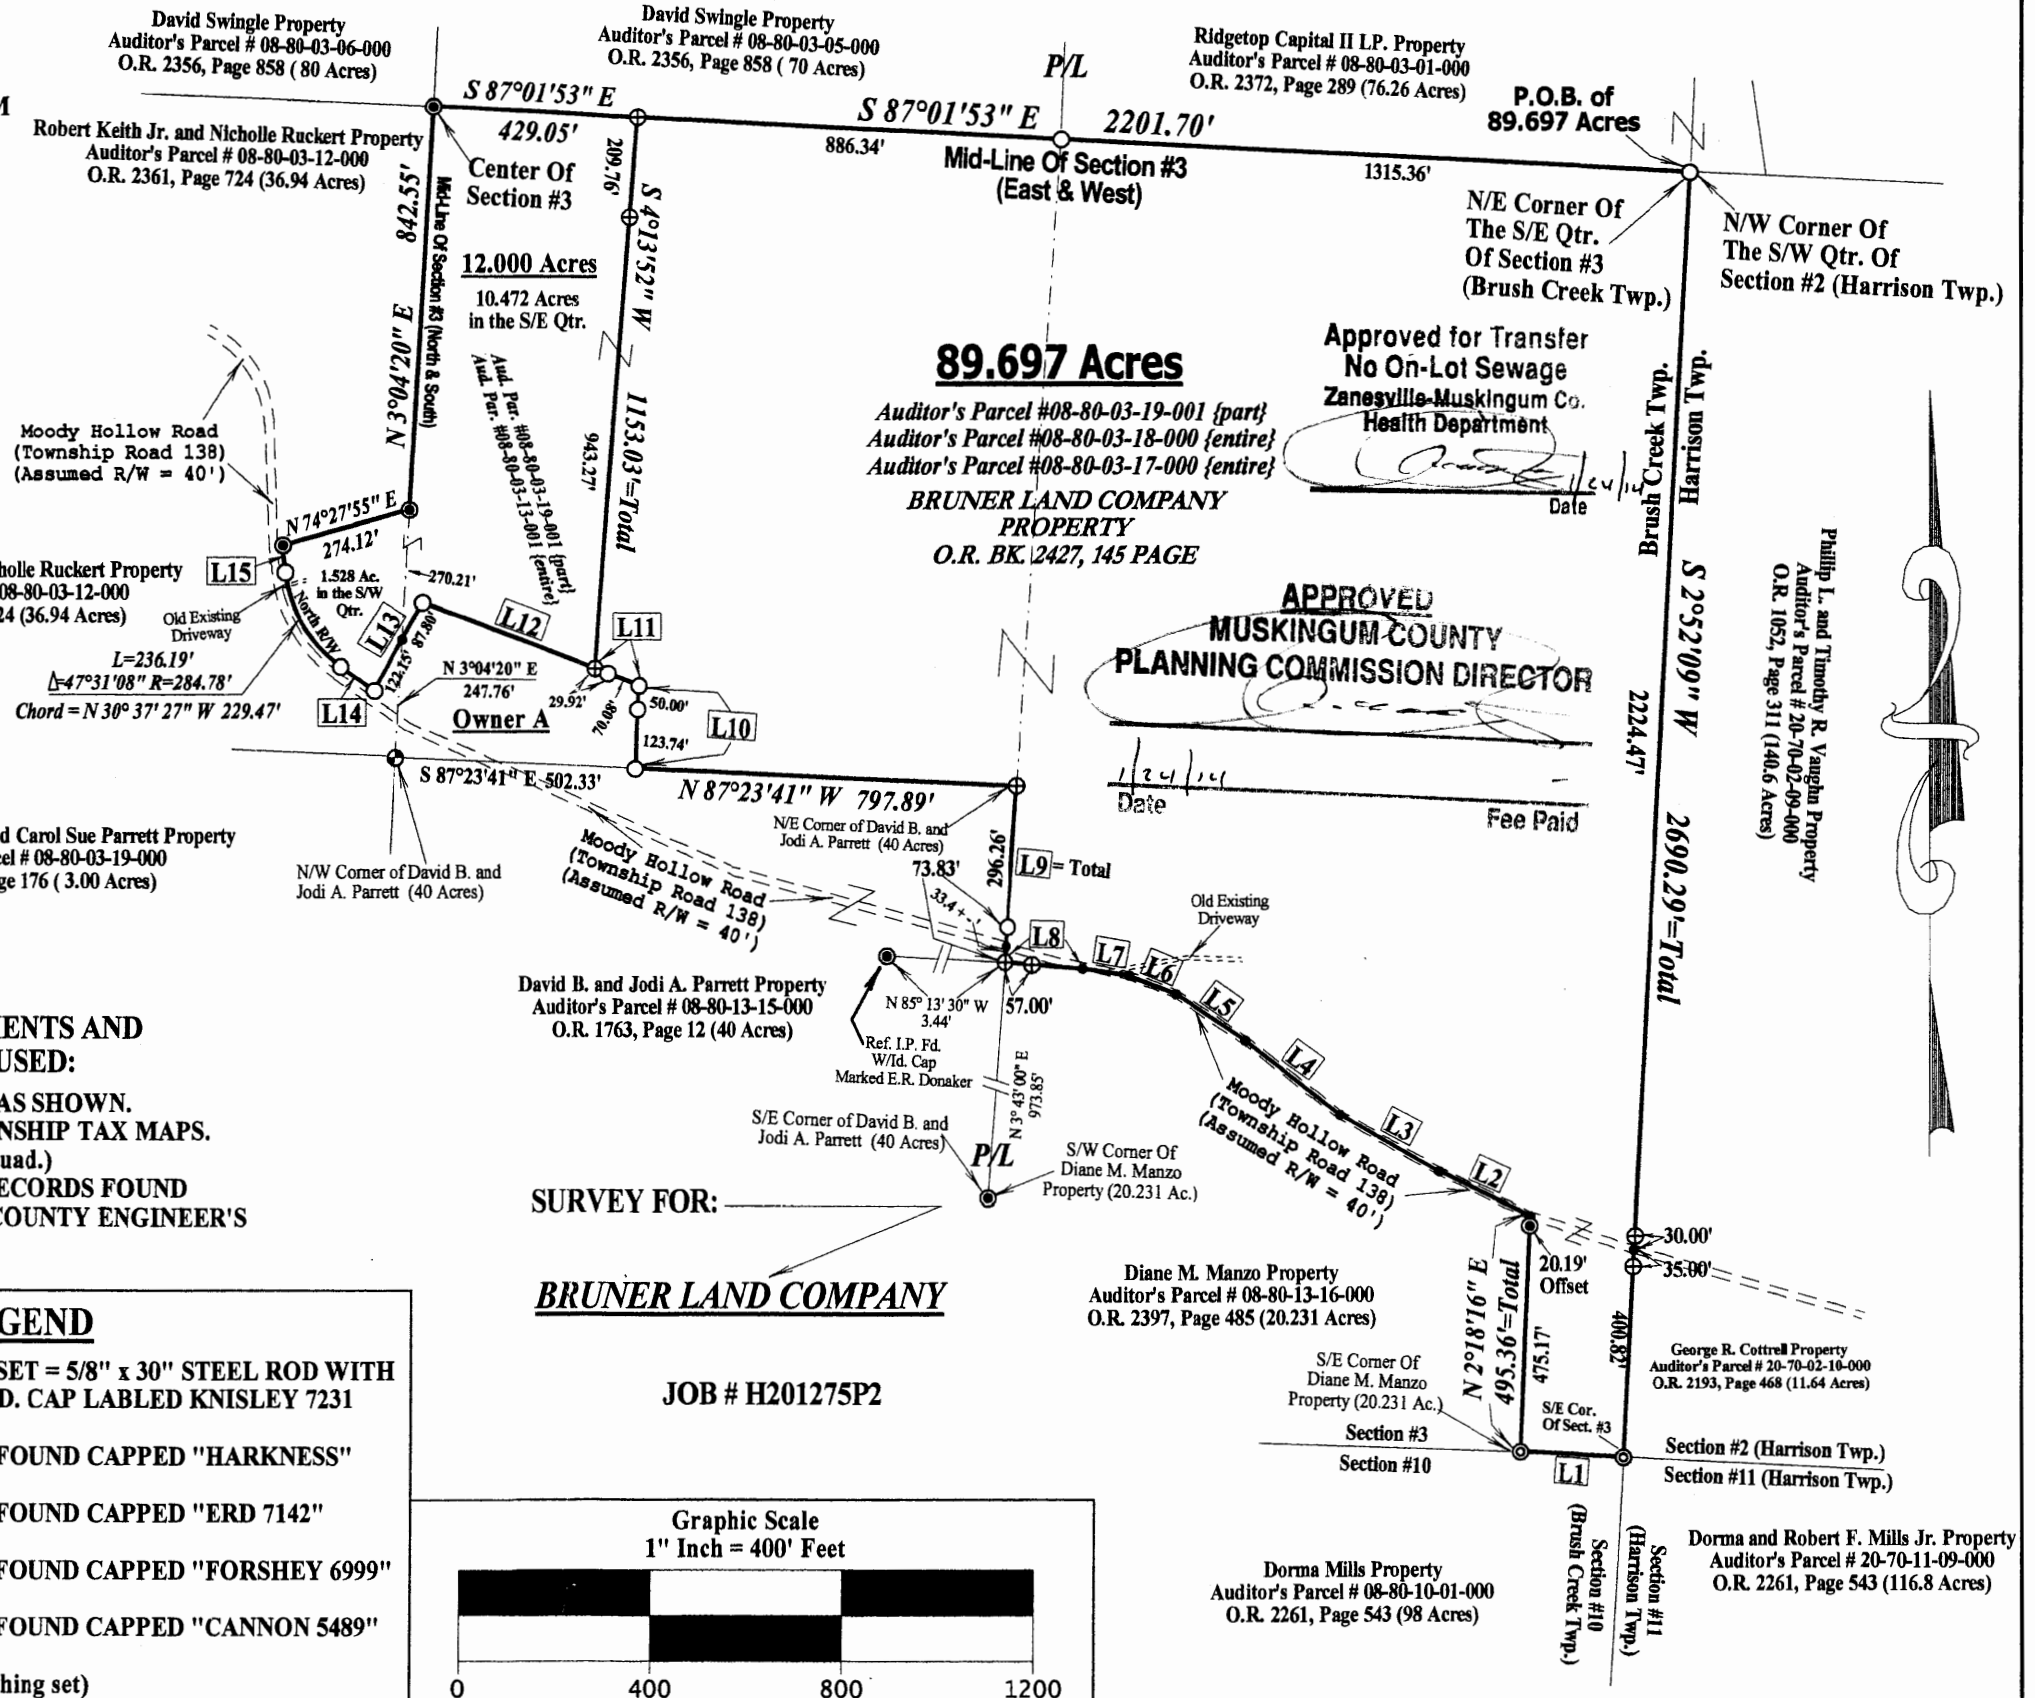 David Swingle Property
Auditor's Parcel # 08-80-03-06-000
O.R. 2356, Page 858 ( 80 Acres)
David Swingle Property
Auditor's Parcel # 08-80-03-05-000
O.R. 2356, Page 858 ( 70 Acres)
P/L
Ridgetop Capital II LP. Property
Auditor's Parcel # 08-80-03-01-000
O.R. 2372, Page 289 (76.26 Acres)
P.O.B. of
89.697 Acres
M
S 87°01'53" E
429.05'
S 87°01'53" E 2201.70'
886.34'
1315.36'
Mid-Line Of Section #3
(East & West)
Robert Keith Jr. and Nicholle Ruckert Property
Auditor's Parcel # 08-80-03-12-000
O.R. 2361, Page 724 (36.94 Acres)
Center Of
Section #3
209.76'
S 4°13'52" W
1153.03'=Total
943.27'
N 3°04'20" E
842.55'
Mid-Line Of Section #3 (North & South)
12.000 Acres
10.472 Acres
in the S/E Qtr.
Aud. Par. #08-80-03-19-001 {part}
Aud. Par. #08-80-03-13-001 {entire}
N/E Corner Of
The S/E Qtr.
Of Section #3
(Brush Creek Twp.)
N/W Corner Of
The S/W Qtr. Of
Section #2 (Harrison Twp.)
89.697 Acres
Auditor's Parcel #08-80-03-19-001 {part}
Auditor's Parcel #08-80-03-18-000 {entire}
Auditor's Parcel #08-80-03-17-000 {entire}
BRUNER LAND COMPANY
PROPERTY
O.R. BK. 2427, 145 PAGE
Approved for Transfer
No On-Lot Sewage
Zanesville-Muskingum Co.
Health Department
1/24/14
Date
Brush Creek Twp.
Harrison Twp.
S 2°52'09" W
2224.47'
2690.29'=Total
Phillip L. and Timothy R. Vaughn Property
Auditor's Parcel # 20-70-02-09-000
O.R. 1052, Page 311 (140.6 Acres)
Moody Hollow Road
(Township Road 138)
(Assumed R/W = 40')
N 74°27'55" E
274.12'
L15
1.528 Ac.
in the S/W
Qtr.
270.21'
holle Ruckert Property
08-80-03-12-000
24 (36.94 Acres)
Old Existing
Driveway
North R/W
L13
87.80'
122.15'
L12
L11
L=236.19'
Δ=47°31'08" R=284.78'
Chord = N 30° 37' 27" W 229.47'
L14
N 3°04'20" E
247.76'
Owner A
29.92'
70.08'
50.00'
L10
123.74'
APPROVED
MUSKINGUM COUNTY
PLANNING COMMISSION DIRECTOR
1/24/14
Date
Fee Paid
S 87°23'41" E 502.33'
N 87°23'41" W 797.89'
N/E Corner of David B. and
Jodi A. Parrett (40 Acres)
d Carol Sue Parrett Property
cel # 08-80-03-19-000
ge 176 ( 3.00 Acres)
N/W Corner of David B. and
Jodi A. Parrett (40 Acres)
Moody Hollow Road
(Township Road 138)
(Assumed R/W = 40')
296.26'
L9 = Total
73.83'
33.4 + -
L8
L7
L6
L5
L4
L3
L2
Old Existing
Driveway
N 85° 13' 30" W
3.44'
57.00'
David B. and Jodi A. Parrett Property
Auditor's Parcel # 08-80-13-15-000
O.R. 1763, Page 12 (40 Acres)
Ref. I.P. Fd.
W/Id. Cap
Marked E.R. Donaker
N 3° 43' 00" E
973.85'
S/E Corner of David B. and
Jodi A. Parrett (40 Acres)
P/L
S/W Corner Of
Diane M. Manzo
Property (20.231 Ac.)
Moody Hollow Road
(Township Road 138)
(Assumed R/W = 40')
ENTS AND
USED:
AS SHOWN.
NSHIP TAX MAPS.
uad.)
ECORDS FOUND
COUNTY ENGINEER'S
SURVEY FOR:
BRUNER LAND COMPANY
JOB # H201275P2
Diane M. Manzo Property
Auditor's Parcel # 08-80-13-16-000
O.R. 2397, Page 485 (20.231 Acres)
30.00'
35.00'
20.19'
Offset
N 2°18'16" E
495.36'=Total
475.17'
400.82'
George R. Cottrell Property
Auditor's Parcel # 20-70-02-10-000
O.R. 2193, Page 468 (11.64 Acres)
S/E Corner Of
Diane M. Manzo
Property (20.231 Ac.)
S/E Cor.
Of Sect. #3
Section #3
Section #10
L1
Section #2 (Harrison Twp.)
Section #11 (Harrison Twp.)
Section #10
(Brush Creek Twp.)
Section #11
(Harrison Twp.)
Dorma and Robert F. Mills Jr. Property
Auditor's Parcel # 20-70-11-09-000
O.R. 2261, Page 543 (116.8 Acres)
Dorma Mills Property
Auditor's Parcel # 08-80-10-01-000
O.R. 2261, Page 543 (98 Acres)
GEND
SET = 5/8" x 30" STEEL ROD WITH
D. CAP LABLED KNISLEY 7231
FOUND CAPPED "HARKNESS"
FOUND CAPPED "ERD 7142"
FOUND CAPPED "FORSHEY 6999"
FOUND CAPPED "CANNON 5489"
hing set)
Graphic Scale
1" Inch = 400' Feet
0 400 800 1200